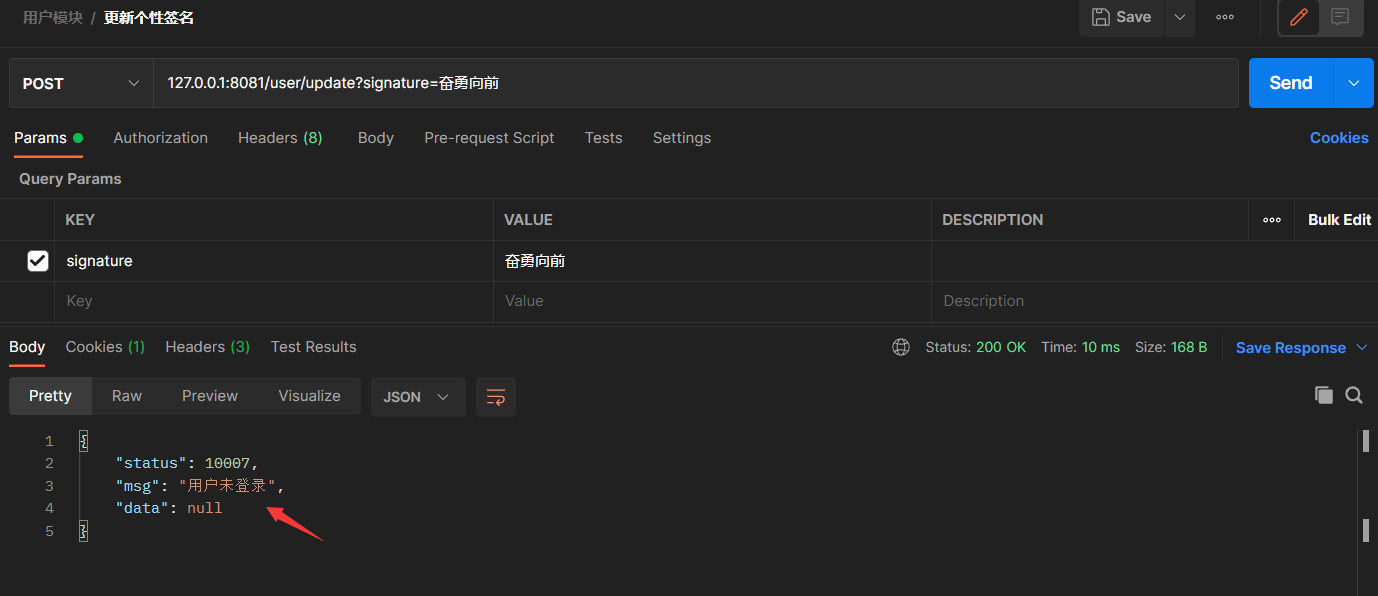 用户模块 / 更新个性签名
Save
POST
127.0.0.1:8081/user/update?signature=奋勇向前
Send
Params Authorization Headers (8) Body Pre-request Script Tests Settings Cookies
Query Params
KEY VALUE DESCRIPTION Bulk Edit
signature 奋勇向前
Key Value Description
Body Cookies (1) Headers (3) Test Results Status: 200 OK Time: 10 ms Size: 168 B Save Response
Pretty Raw Preview Visualize JSON
1 {
2 "status": 10007,
3 "msg": "用户未登录",
4 "data": null
5 }